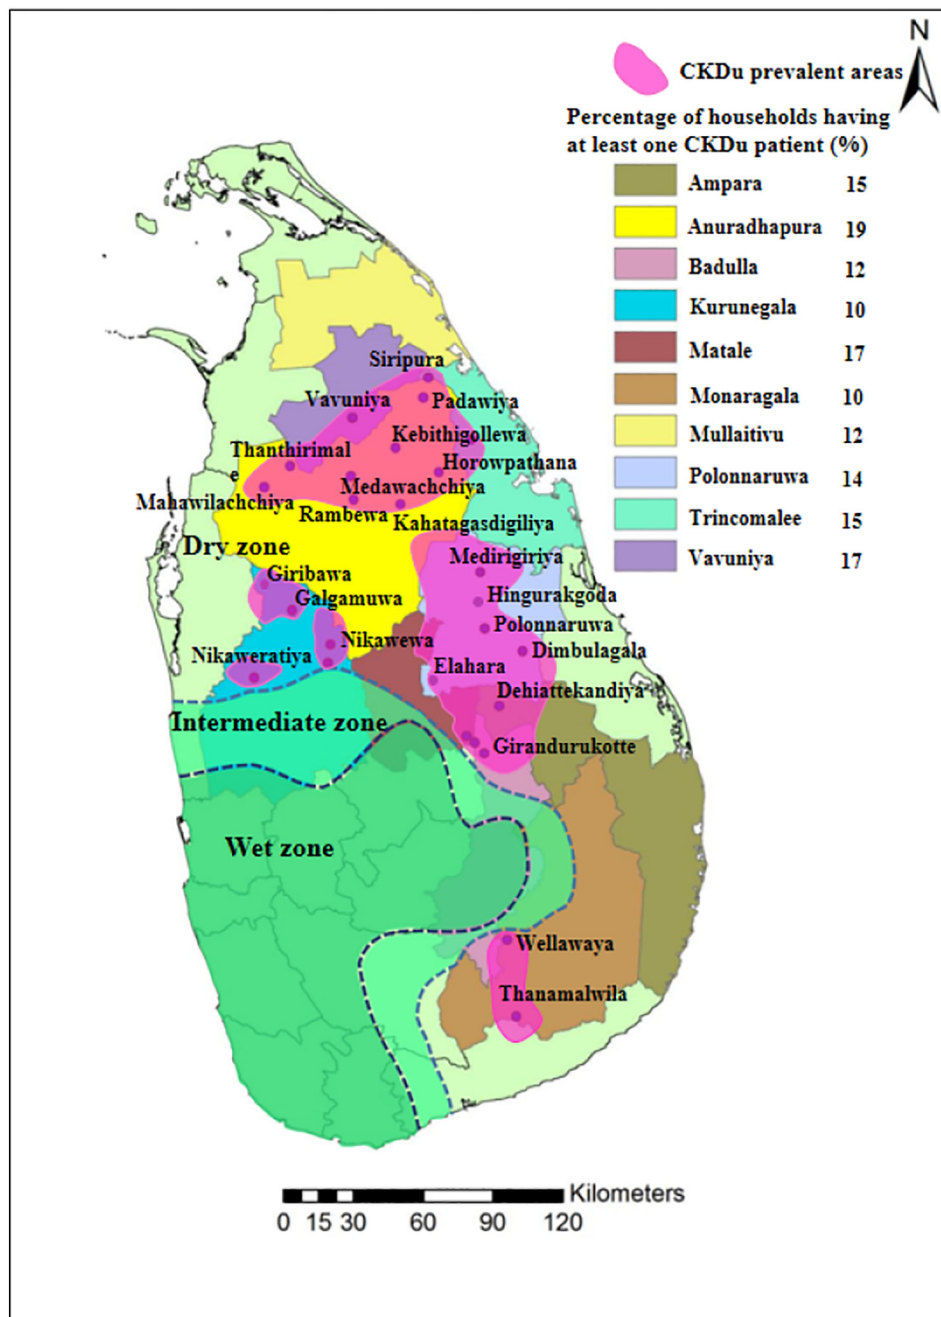 N
CKDu prevalent areas
Percentage of households having
at least one CKDu patient (%)
Ampara 15
Anuradhapura 19
Badulla 12
Kurunegala 10
Matale 17
Monaragala 10
Mullaitivu 12
Polonnaruwa 14
Trincomalee 15
Vavuniya 17
Siripura
Vavuniya
Padawiya
Kebithigollewa
Thanthirimal
e
Horowpathana
Medawachchiya
Mahawilachchiya
Rambewa
Kahatagasdigiliya
Dry zone
Medirigiriya
Giribawa
Hingurakgoda
Galgamuwa
Polonnaruwa
Nikawewa
Dimbulagala
Nikaweratiya
Elahara
Dehiattekandiya
Intermediate zone
Girandurukotte
Wet zone
Wellawaya
Thanamalwila
Kilometers
0 15 30 60 90 120